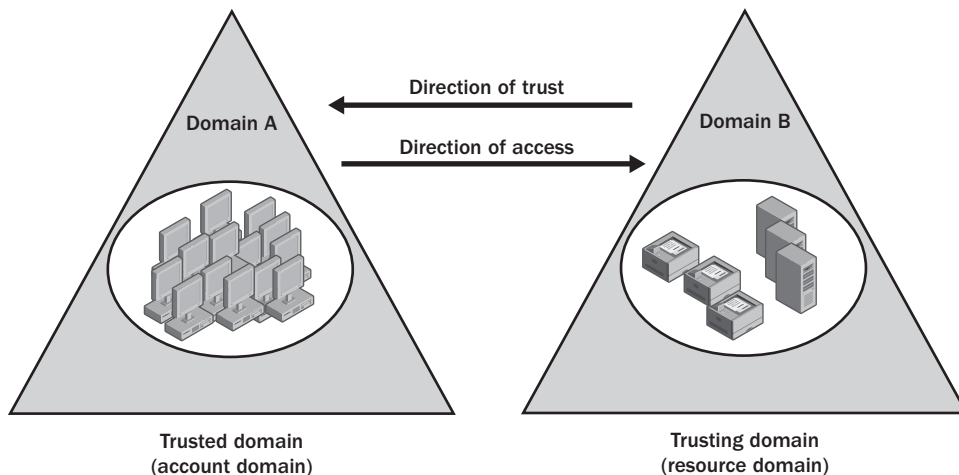 Direction of trust
Domain A
Domain B
Direction of access
Trusted domain
(account domain)
Trusting domain
(resource domain)